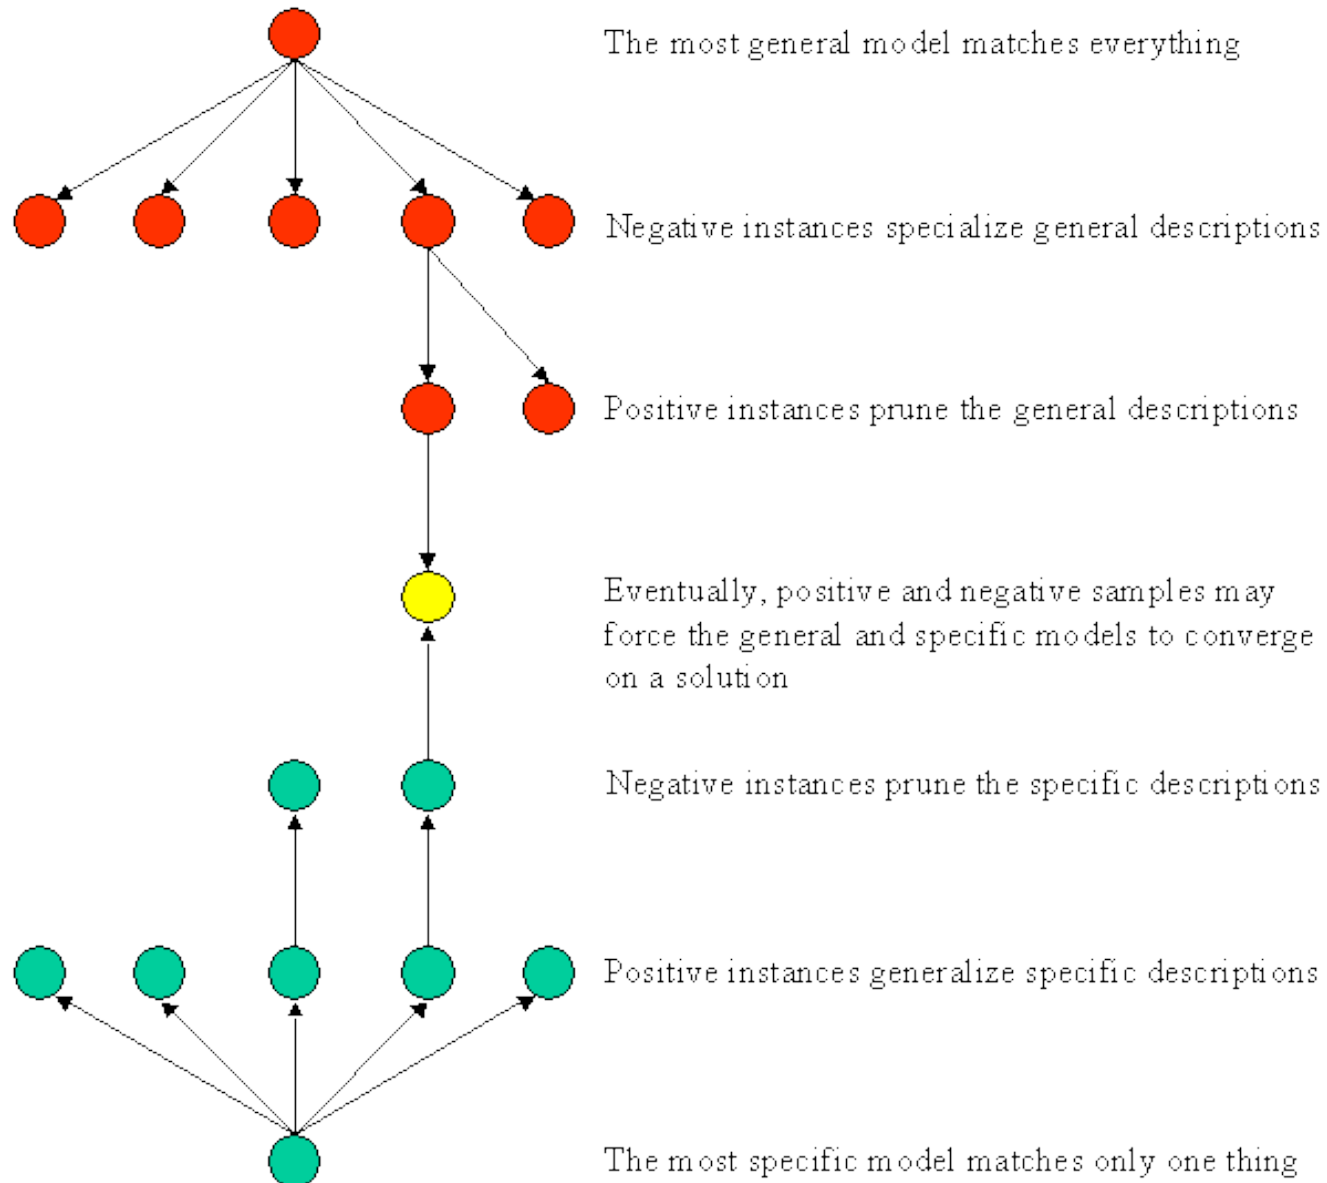 The most general model matches everything
Negative instances specialize general descriptions
Positive instances prune the general descriptions
Eventually, positive and negative samples may
force the general and specific models to converge
on a solution
Negative instances prune the specific descriptions
Positive instances generalize specific descriptions
The most specific model matches only one thing